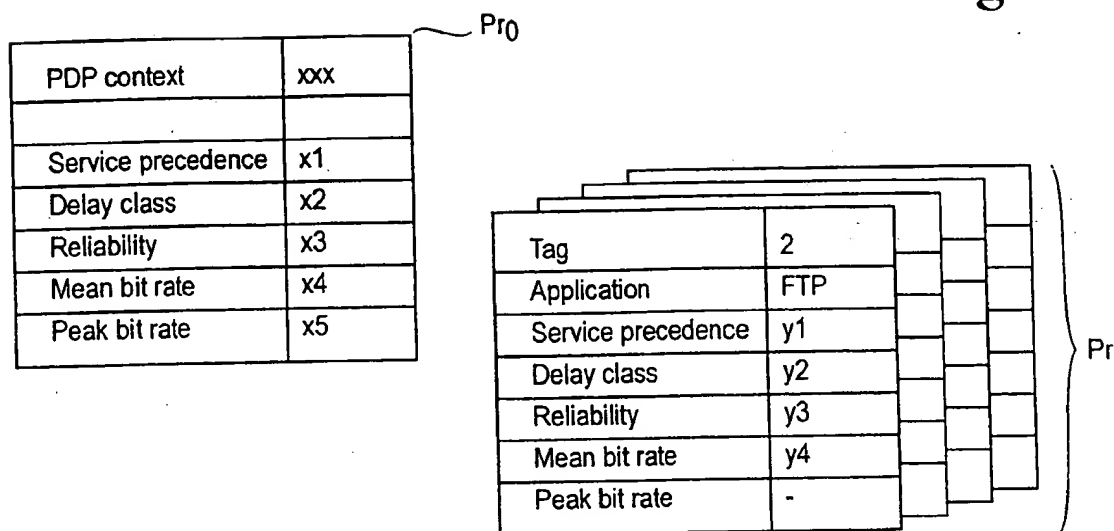 Pr0
PDP context xxx
Service precedence x1
Delay class x2
Reliability x3
Mean bit rate x4
Peak bit rate x5
Tag 2
Application FTP
Service precedence y1
Delay class y2
Reliability y3
Mean bit rate y4
Peak bit rate -
Pr